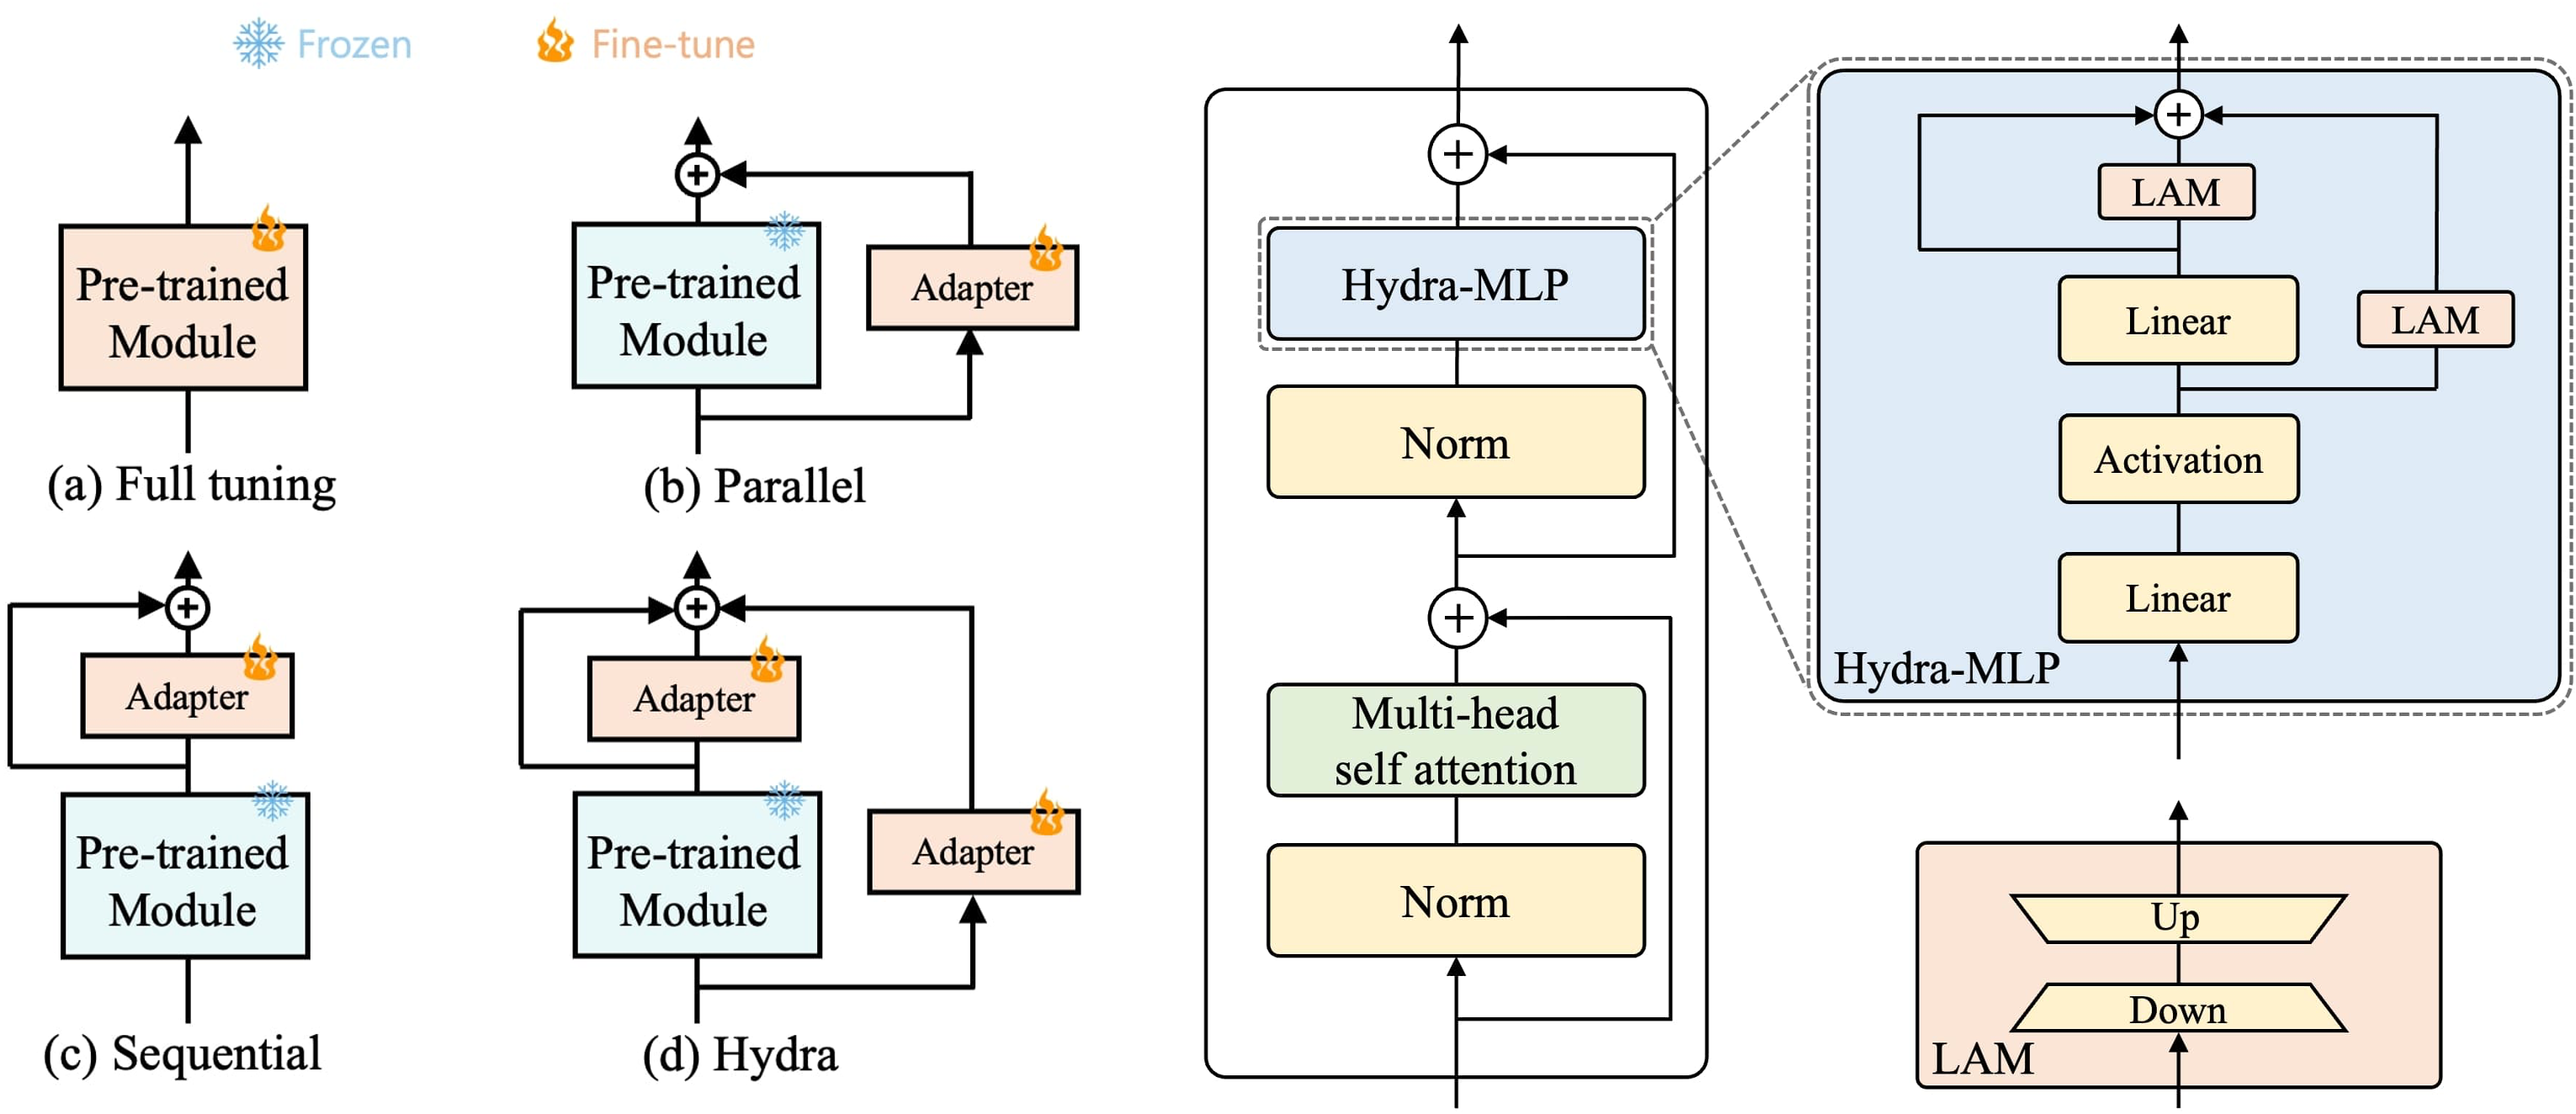 Frozen
Fine-tune
Pre-trained
Module
(a) Full tuning
Pre-trained
Module
Adapter
(b) Parallel
Adapter
Pre-trained
Module
(c) Sequential
Adapter
Pre-trained
Module
Adapter
(d) Hydra
Hydra-MLP
Norm
Multi-head
self attention
Norm
LAM
Linear
LAM
Activation
Linear
Hydra-MLP
Up
Down
LAM